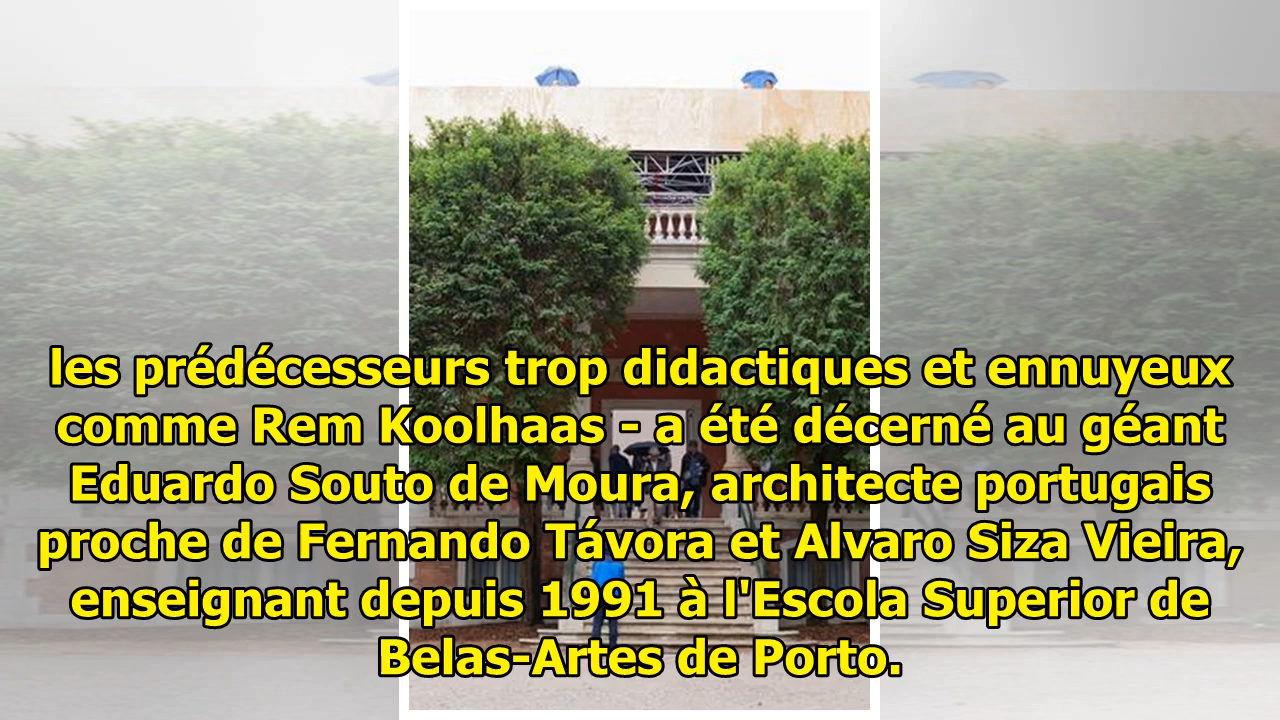 les prédécesseurs trop didactiques et ennuyeux
comme Rem Koolhaas - a été décerné au géant
Eduardo Souto de Moura, architecte portugais
proche de Fernando Távora et Alvaro Siza Vieira,
enseignant depuis 1991 à l'Escola Superior de
Belas-Artes de Porto.